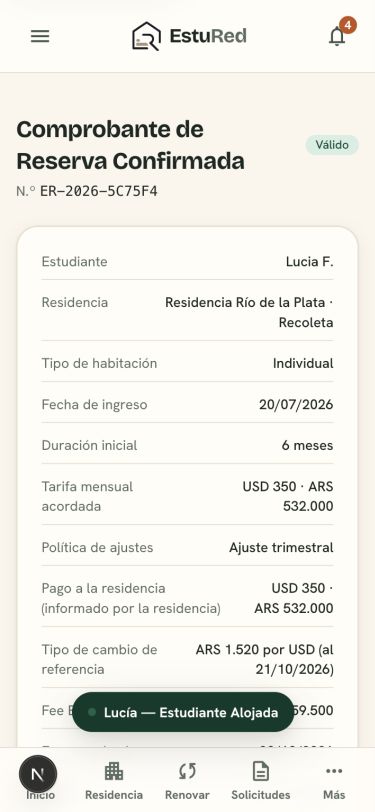 EstuRed
4
Comprobante de
Reserva Confirmada
Válido
N.º ER-2026-5C75F4
Estudiante Lucia F.
Residencia Residencia Río de la Plata ·
Recoleta
Tipo de habitación Individual
Fecha de ingreso 20/07/2026
Duración inicial 6 meses
Tarifa mensual USD 350 · ARS
acordada 532.000
Política de ajustes Ajuste trimestral
Pago a la residencia USD 350 ·
(informado por la residencia) ARS 532.000
Tipo de cambio de ARS 1.520 por USD (al
referencia 21/10/2026)
Fee
Lucía — Estudiante Alojada
N
Inicio Residencia Renovar Solicitudes Más